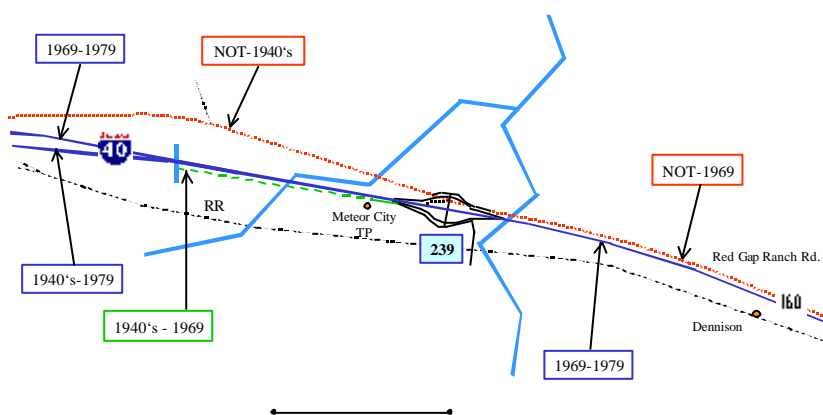 1969-1979
NOT-1940's
40
NOT-1969
RR
Meteor City
TP
239
Red Gap Ranch Rd.
1940's-1979
160
1940's - 1969
Dennison
1969-1979